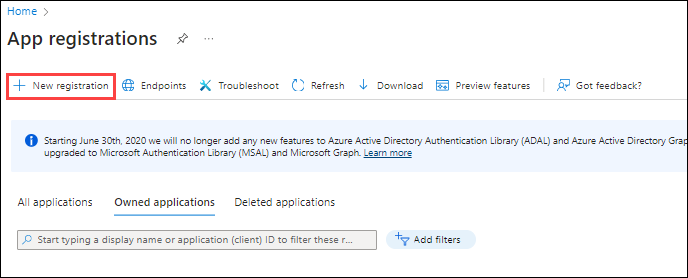 Home >
App registrations
...
+ New registration Endpoints Troubleshoot Refresh Download Preview features Got feedback?
Starting June 30th, 2020 we will no longer add any new features to Azure Active Directory Authentication Library (ADAL) and Azure Active Directory Grap
upgraded to Microsoft Authentication Library (MSAL) and Microsoft Graph. Learn more
All applications Owned applications Deleted applications
Start typing a display name or application (client) ID to filter these r... Add filters